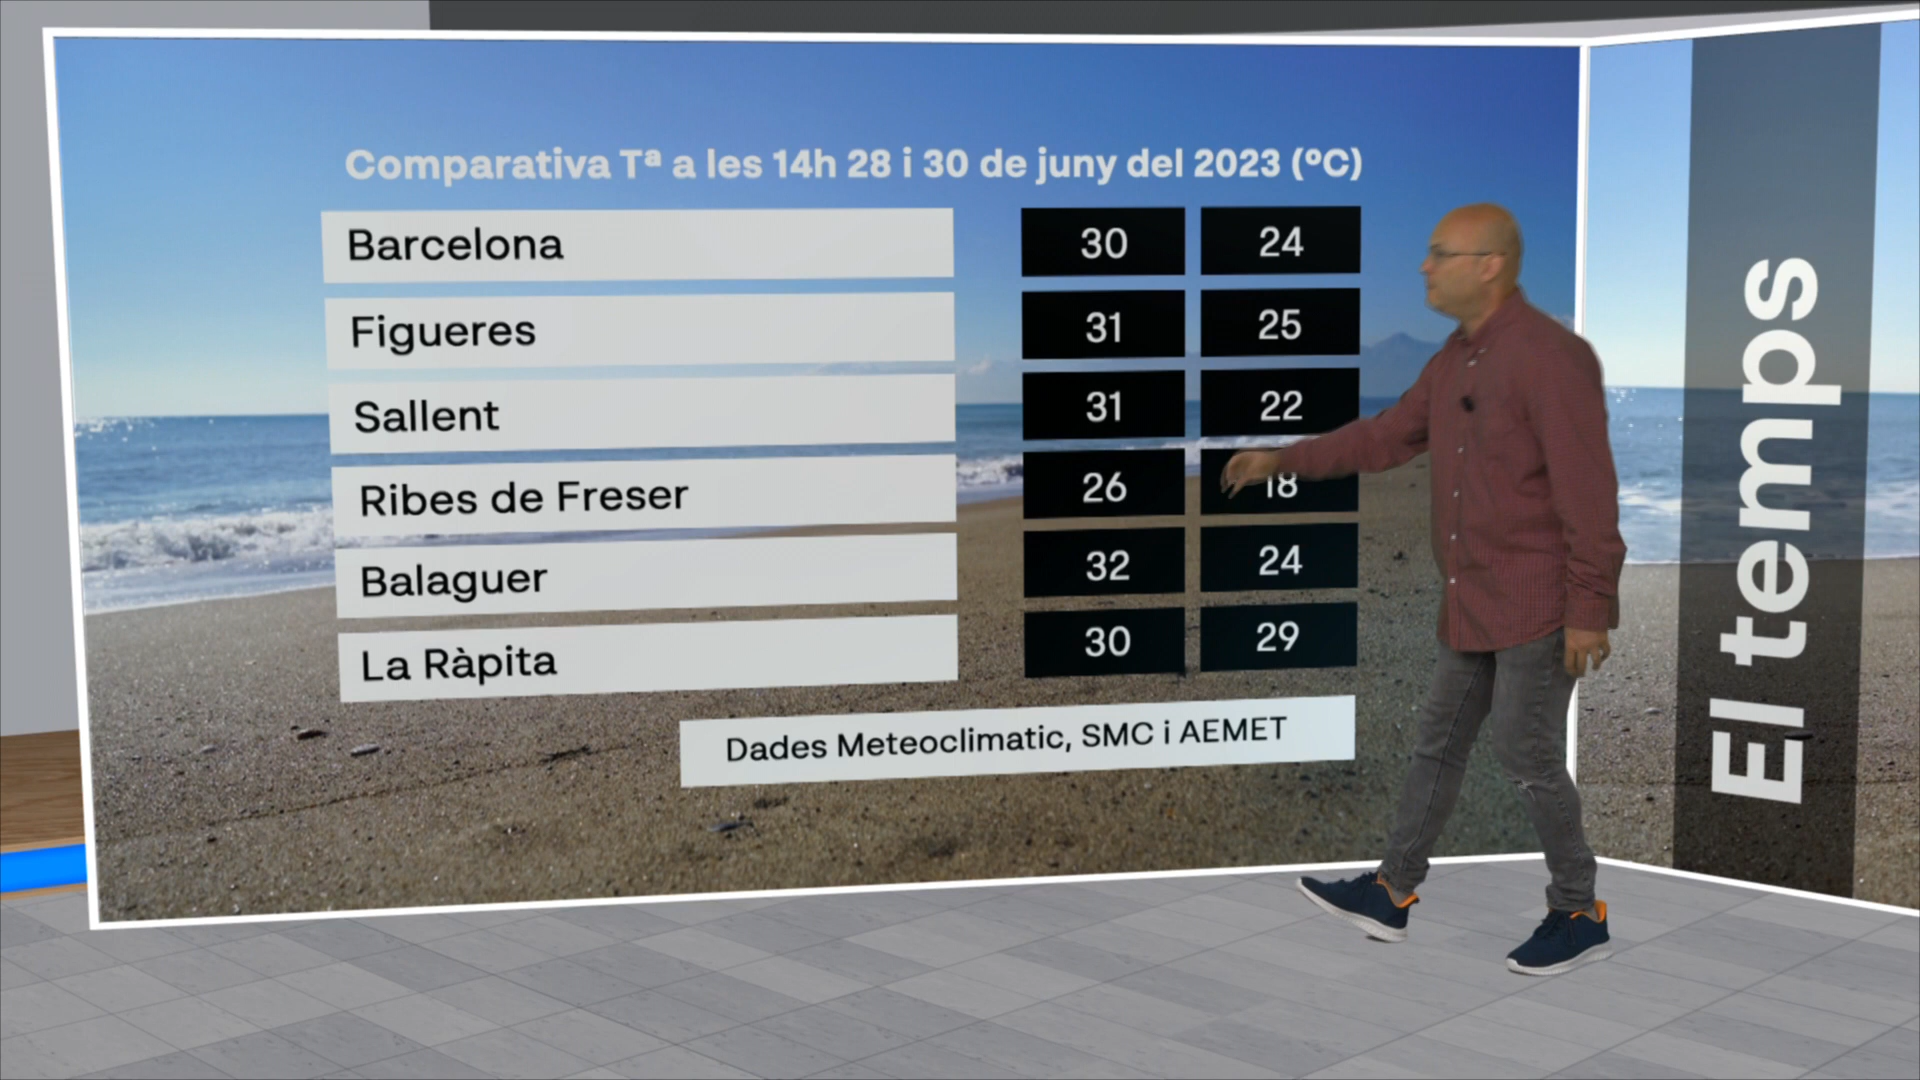 Comparativa Tª a les 14h 28 i 30 de juny del 2023 (ºC)
Barcelona 30 24
Figueres 31 25
Sallent 31 22
Ribes de Freser 26 18
Balaguer 32 24
La Ràpita 30 29
Dades Meteoclimatic, SMC i AEMET
El temps